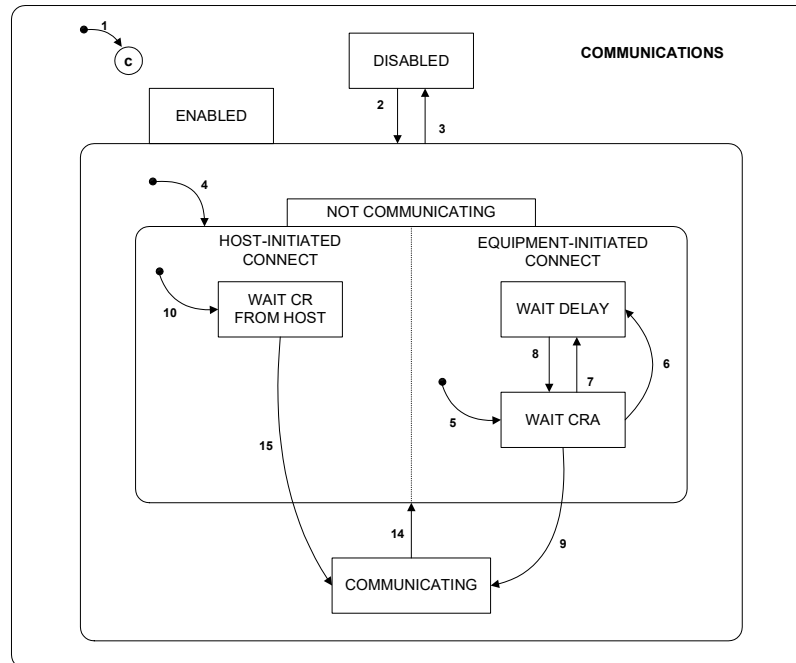 1
C
COMMUNICATIONS
DISABLED
2
3
ENABLED
4
NOT COMMUNICATING
HOST-INITIATED
CONNECT
EQUIPMENT-INITIATED
CONNECT
10
WAIT CR
FROM HOST
WAIT DELAY
8
7
6
5
WAIT CRA
15
14
9
COMMUNICATING